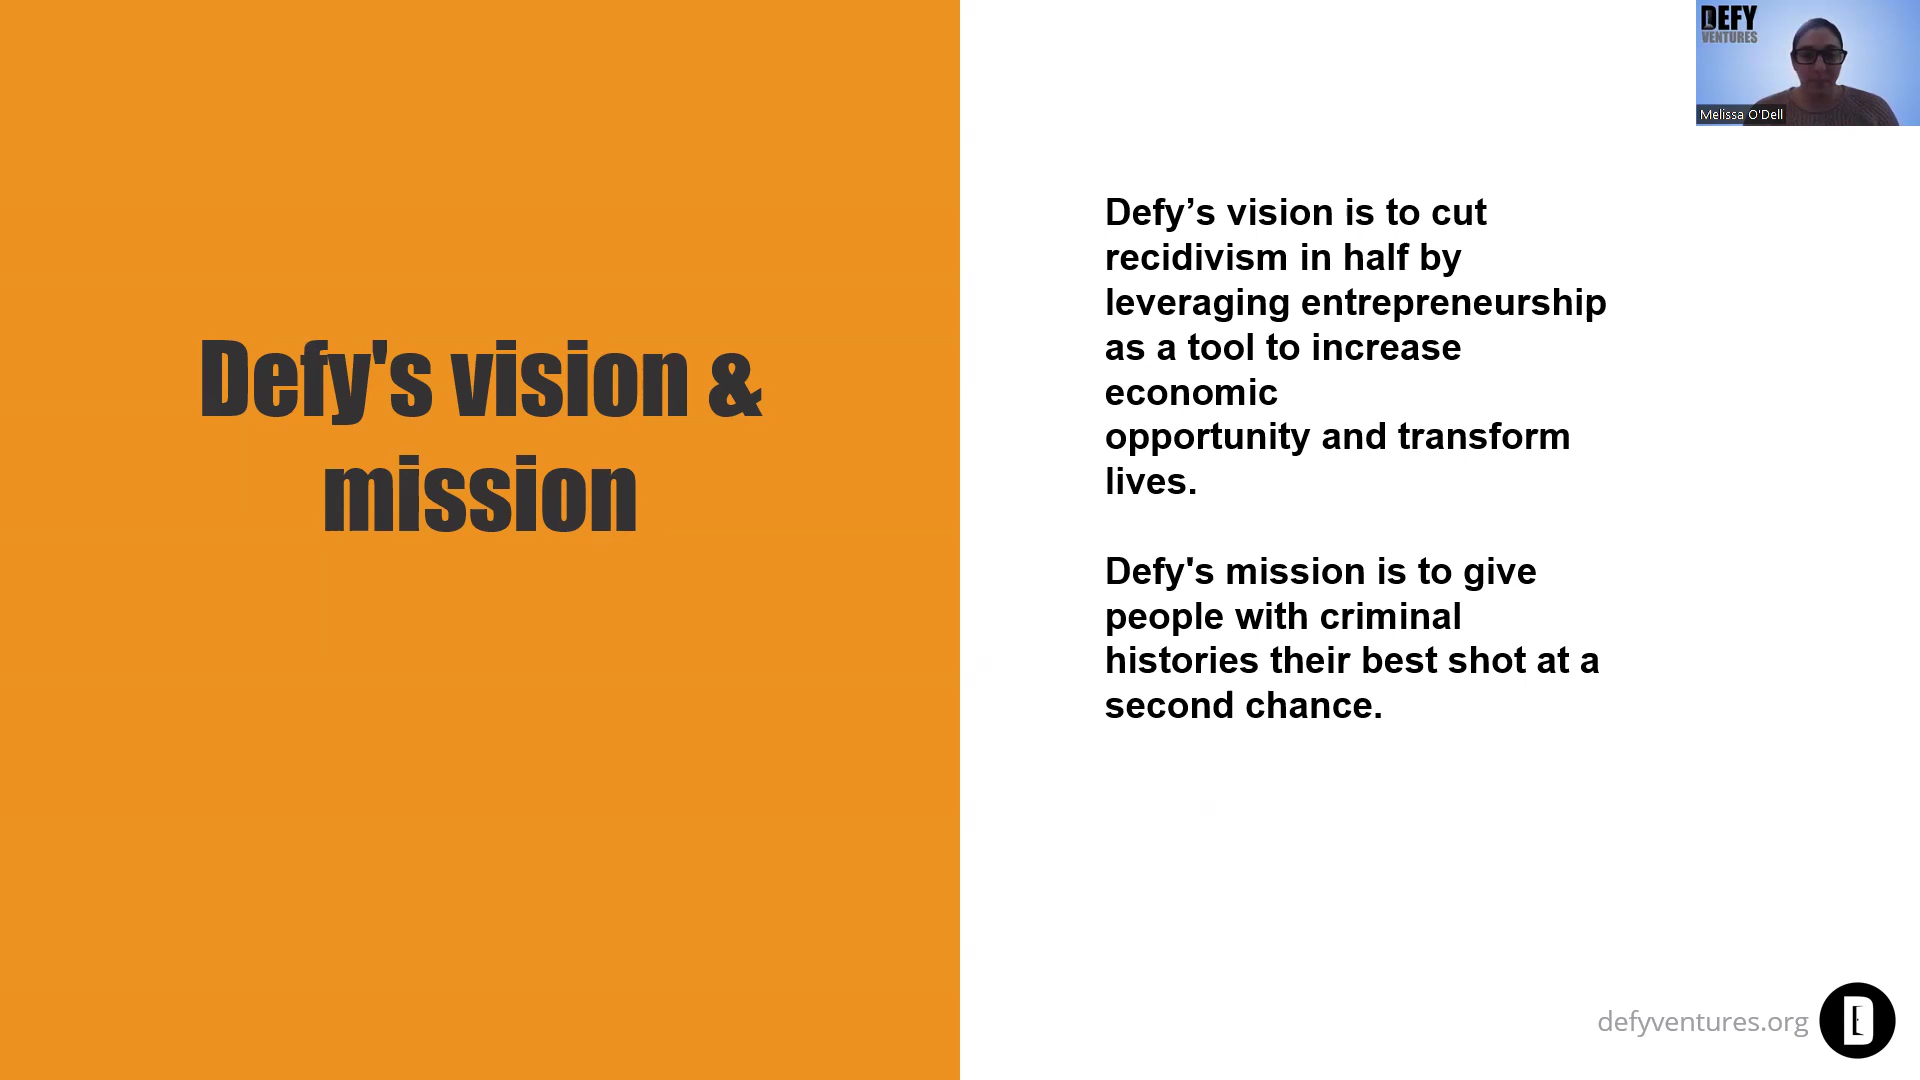 DEFY
VENTURES
Melissa O'Dell
Defy's vision &
mission
Defy’s vision is to cut
recidivism in half by
leveraging entrepreneurship
as a tool to increase
economic
opportunity and transform
lives.
Defy's mission is to give
people with criminal
histories their best shot at a
second chance.
defyventures.org
D